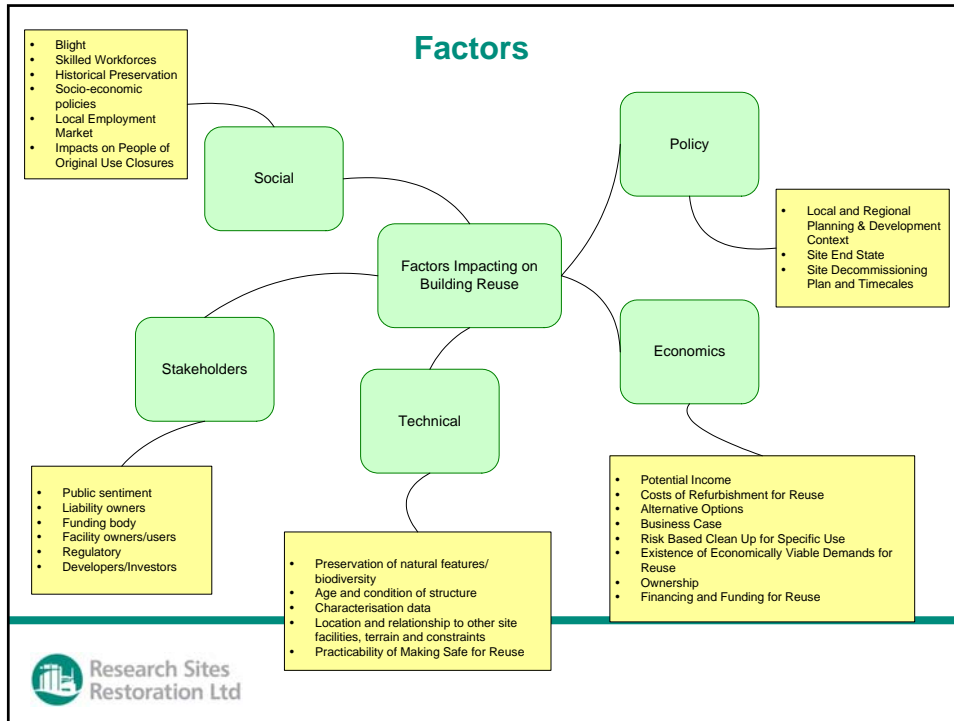 Factors
• Blight
• Skilled Workforces
• Historical Preservation
• Socio-economic
policies
• Local Employment
Market
• Impacts on People of
Original Use Closures
Social
Policy
• Local and Regional
Planning & Development
Context
• Site End State
• Site Decommissioning
Plan and Timecales
Factors Impacting on
Building Reuse
Stakeholders
Technical
Economics
• Public sentiment
• Liability owners
• Funding body
• Facility owners/users
• Regulatory
• Developers/Investors
• Preservation of natural features/
biodiversity
• Age and condition of structure
• Characterisation data
• Location and relationship to other site
facilities, terrain and constraints
• Practicability of Making Safe for Reuse
• Potential Income
• Costs of Refurbishment for Reuse
• Alternative Options
• Business Case
• Risk Based Clean Up for Specific Use
• Existence of Economically Viable Demands for
Reuse
• Ownership
• Financing and Funding for Reuse
Research Sites
Restoration Ltd